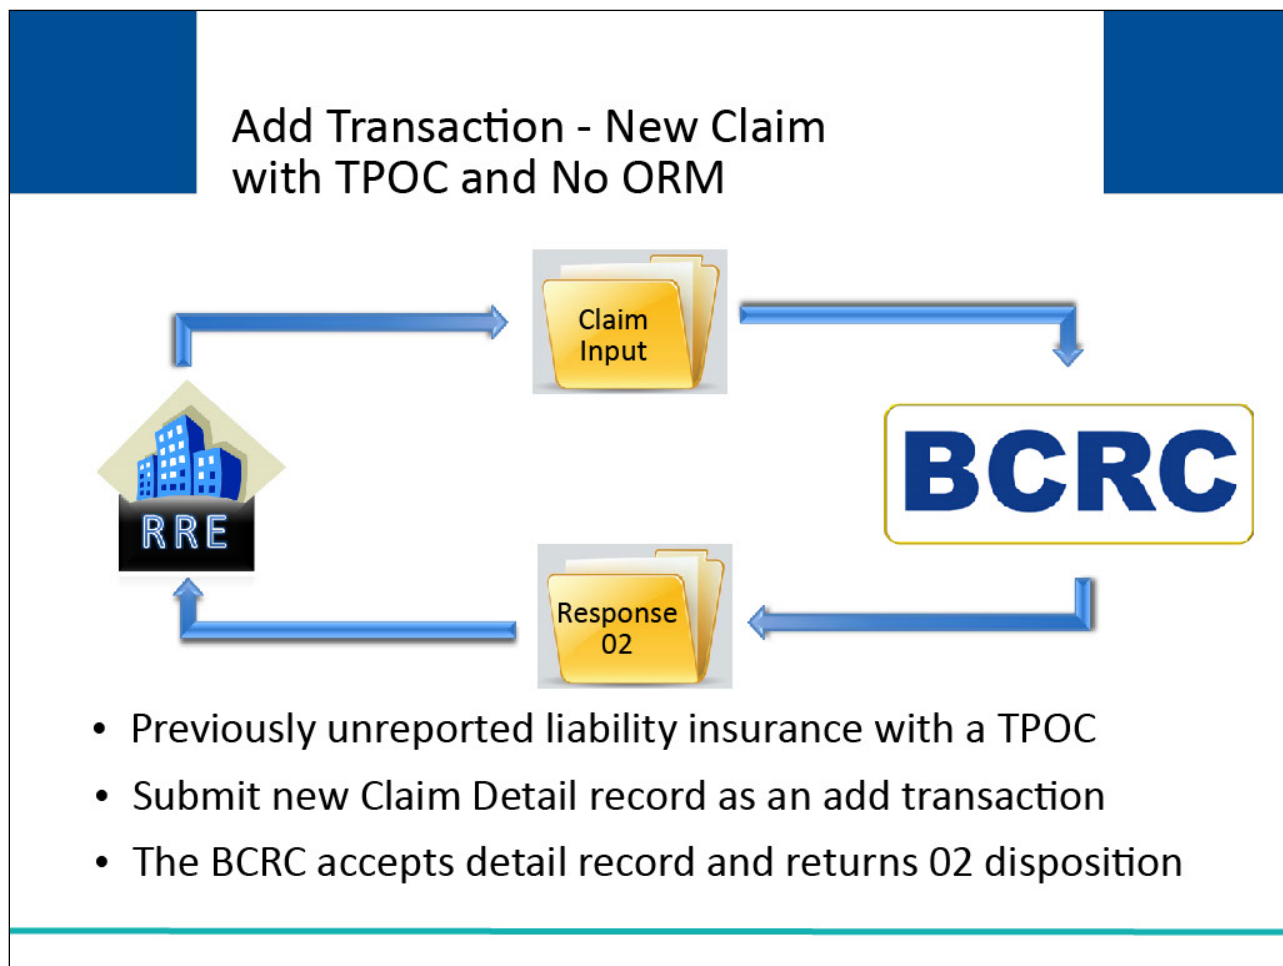 Add Transaction - New Claim
with TPOC and No ORM
Claim
Input
RRE
BCRC
Response
02
• Previously unreported liability insurance with a TPOC
• Submit new Claim Detail record as an add transaction
• The BCRC accepts detail record and returns 02 disposition